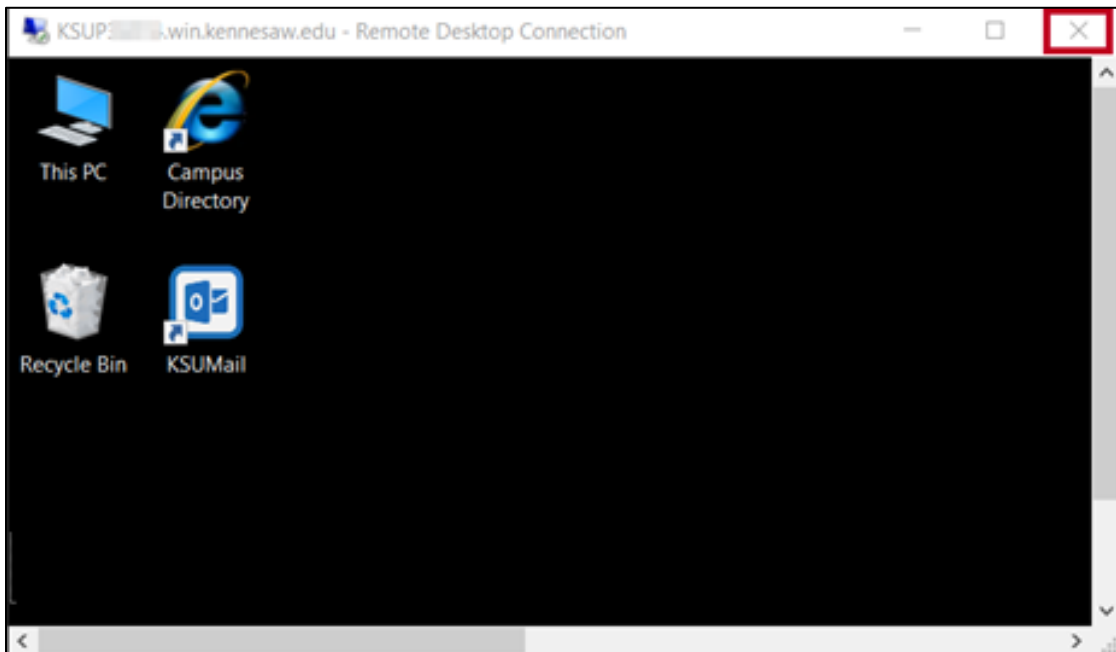 .win.kennesaw.edu - Remote Desktop Connection
This PC
Campus
Directory
Recycle Bin
KSUMail